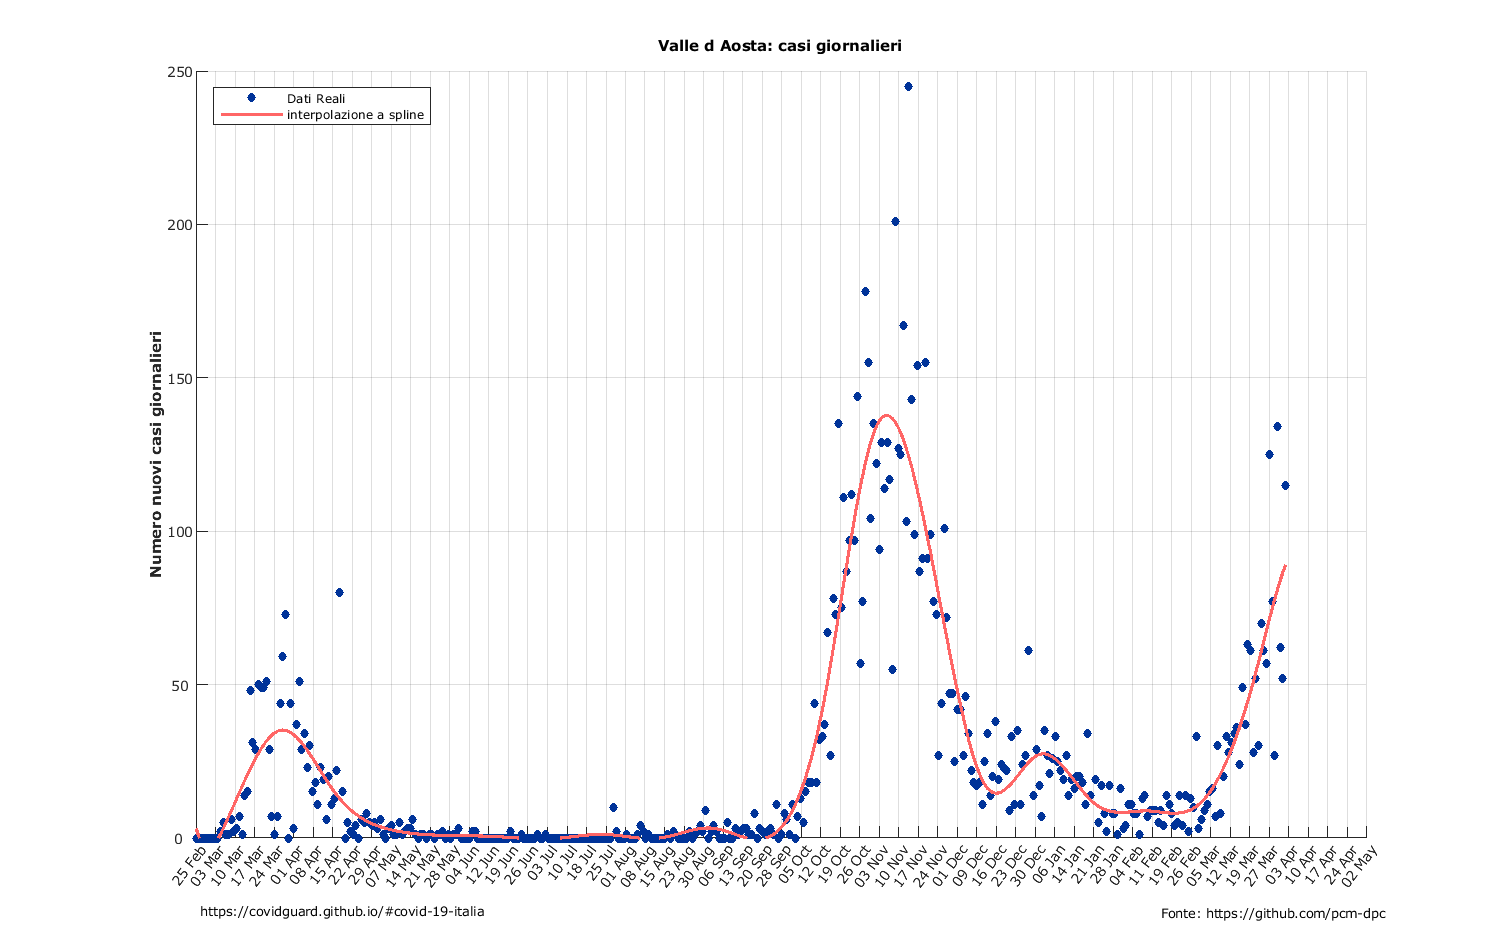 Valle d Aosta: casi giornalieri
Dati Reali
interpolazione a spline
Numero nuovi casi giornalieri
250
200
150
100
50
0
25 Feb
03 Mar
10 Mar
17 Mar
24 Mar
01 Apr
08 Apr
15 Apr
22 Apr
29 Apr
07 May
14 May
21 May
28 May
04 Jun
12 Jun
19 Jun
26 Jun
03 Jul
10 Jul
18 Jul
25 Jul
01 Aug
08 Aug
15 Aug
23 Aug
30 Aug
06 Sep
13 Sep
20 Sep
28 Sep
05 Oct
12 Oct
19 Oct
26 Oct
03 Nov
10 Nov
17 Nov
24 Nov
01 Dec
09 Dec
16 Dec
23 Dec
30 Dec
06 Jan
14 Jan
21 Jan
28 Jan
04 Feb
11 Feb
19 Feb
26 Feb
05 Mar
12 Mar
19 Mar
27 Mar
03 Apr
10 Apr
17 Apr
24 Apr
02 May
https://covidguard.github.io/#covid-19-italia
Fonte: https://github.com/pcm-dpc